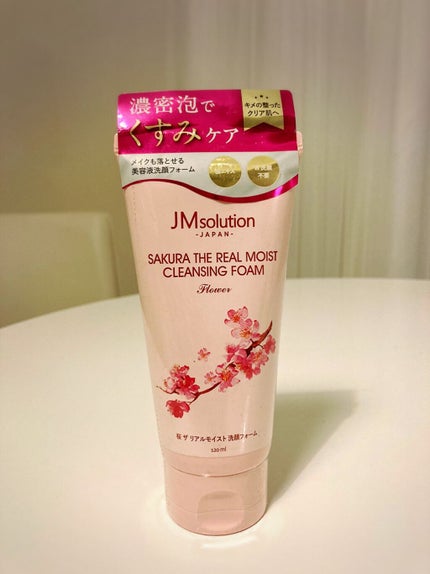 濃密泡で
くすみケア
キメの整った
クリア肌へ
メイクも落とせる
美容液洗顔フォーム
不要
JMsolution
-JAPAN-
SAKURA THE REAL MOIST
CLEANSING FOAM
Flower
桜 ザ リアルモイスト 洗顔フォーム
120ml